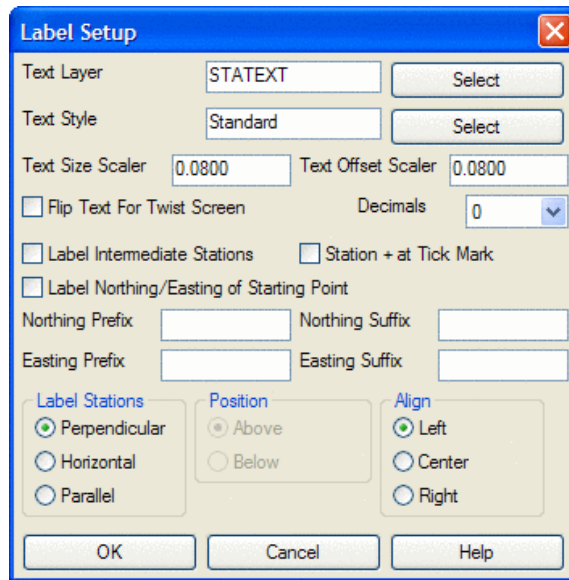 Label Setup
Text Layer STATEXT Select
Text Style Standard Select
Text Size Scaler 0.0800 Text Offset Scaler 0.0800
Flip Text For Twist Screen Decimals 0
Label Intermediate Stations Station + at Tick Mark
Label Northing/Easting of Starting Point
Northing Prefix Northing Suffix
Easting Prefix Easting Suffix
Label Stations Position Align
Perpendicular Above Left
Horizontal Below Center
Parallel Right
OK Cancel Help